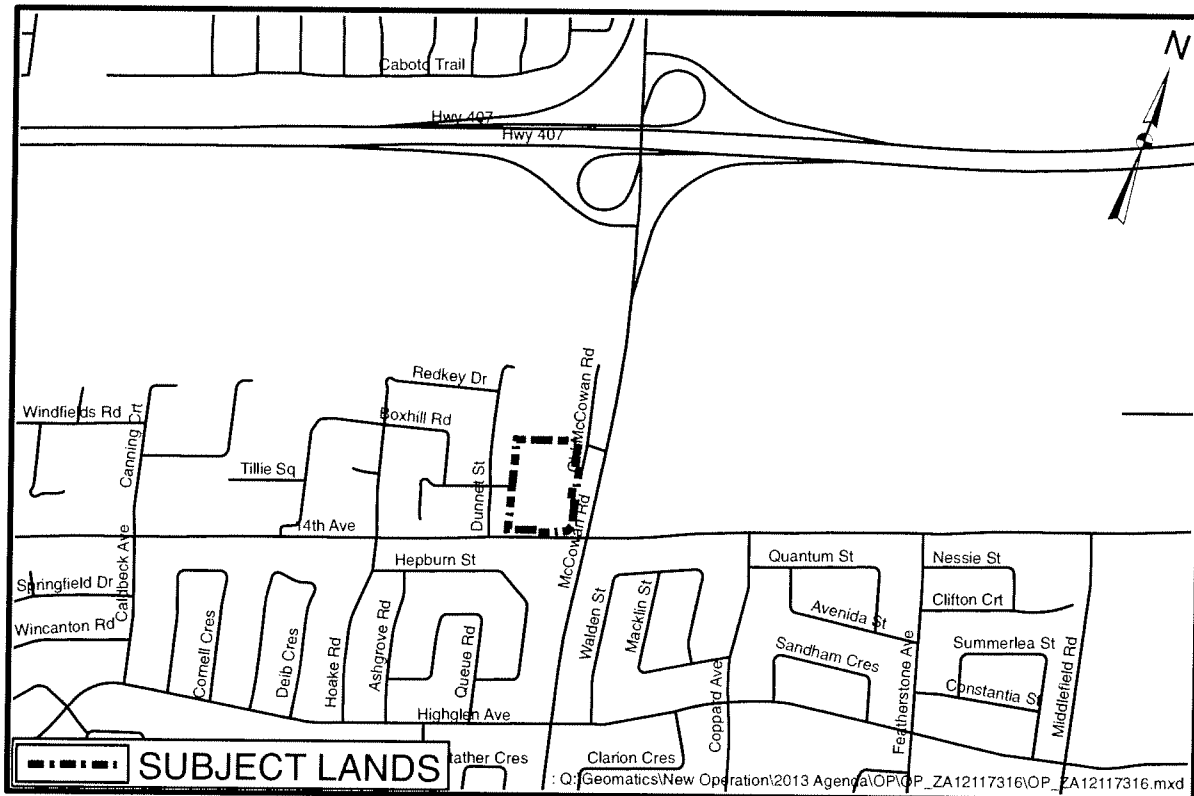 Caboto Trail
N
Hwy 407
Hwy 407
Redkey Dr
Windfields Rd
Boxhill Rd
Old McCowan Rd
Canning Crt
Tillie Sq
Dunnet St
14th Ave
McCowan Rd
Caldbeck Ave
Hepburn St
Quantum St
Nessie St
Springfield Dr
Clifton Crt
Avenida St
Wincanton Rd
Cornell Cres
Deib Cres
Hoake Rd
Ashgrove Rd
Queue Rd
Walden St
Macklin St
Sandham Cres
Summerlea St
Featherstone Ave
Constantia St
Middlefield Rd
Highglen Ave
Coppard Ave
Cres
Clarion Cres
SUBJECT LANDS
: Q:\Geomatics\New Operation\2013 Agenda\OP\OP_ZA12117316\OP_ZA12117316.mxd